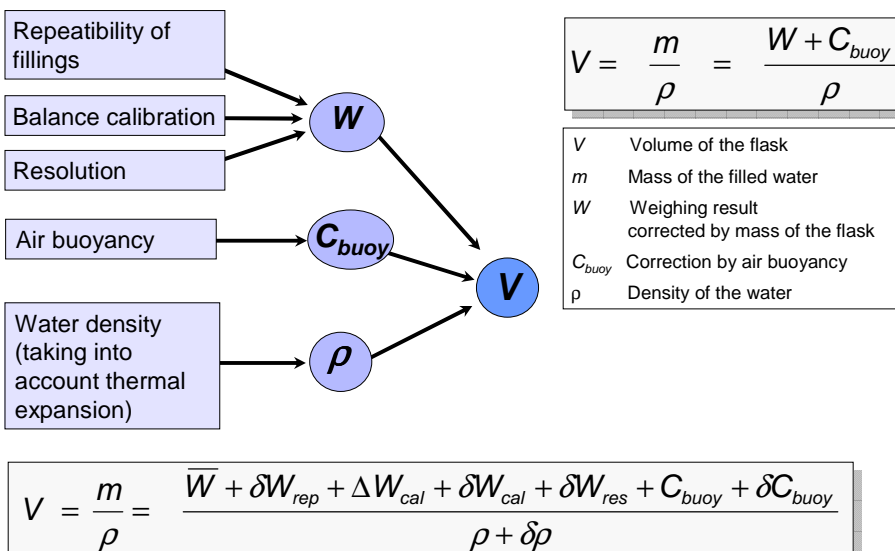 Repeatibility of
fillings
Balance calibration
Resolution
Air buoyancy
Water density
(taking into
account thermal
expansion)
W
C_buoy
ρ
V
V = m/ρ = (W + C_buoy)/ρ
V Volume of the flask
m Mass of the filled water
W Weighing result
corrected by mass of the flask
C_buoy Correction by air buoyancy
ρ Density of the water
V = m/ρ = (W̅ + δW_rep + ΔW_cal + δW_cal + δW_res + C_buoy + δC_buoy)/(ρ + δρ)